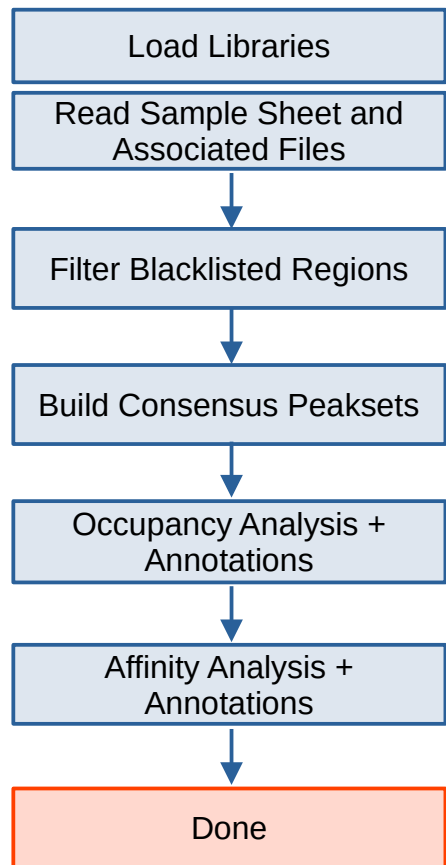 Load Libraries
Read Sample Sheet and
Associated Files
Filter Blacklisted Regions
Build Consensus Peaksets
Occupancy Analysis +
Annotations
Affinity Analysis +
Annotations
Done